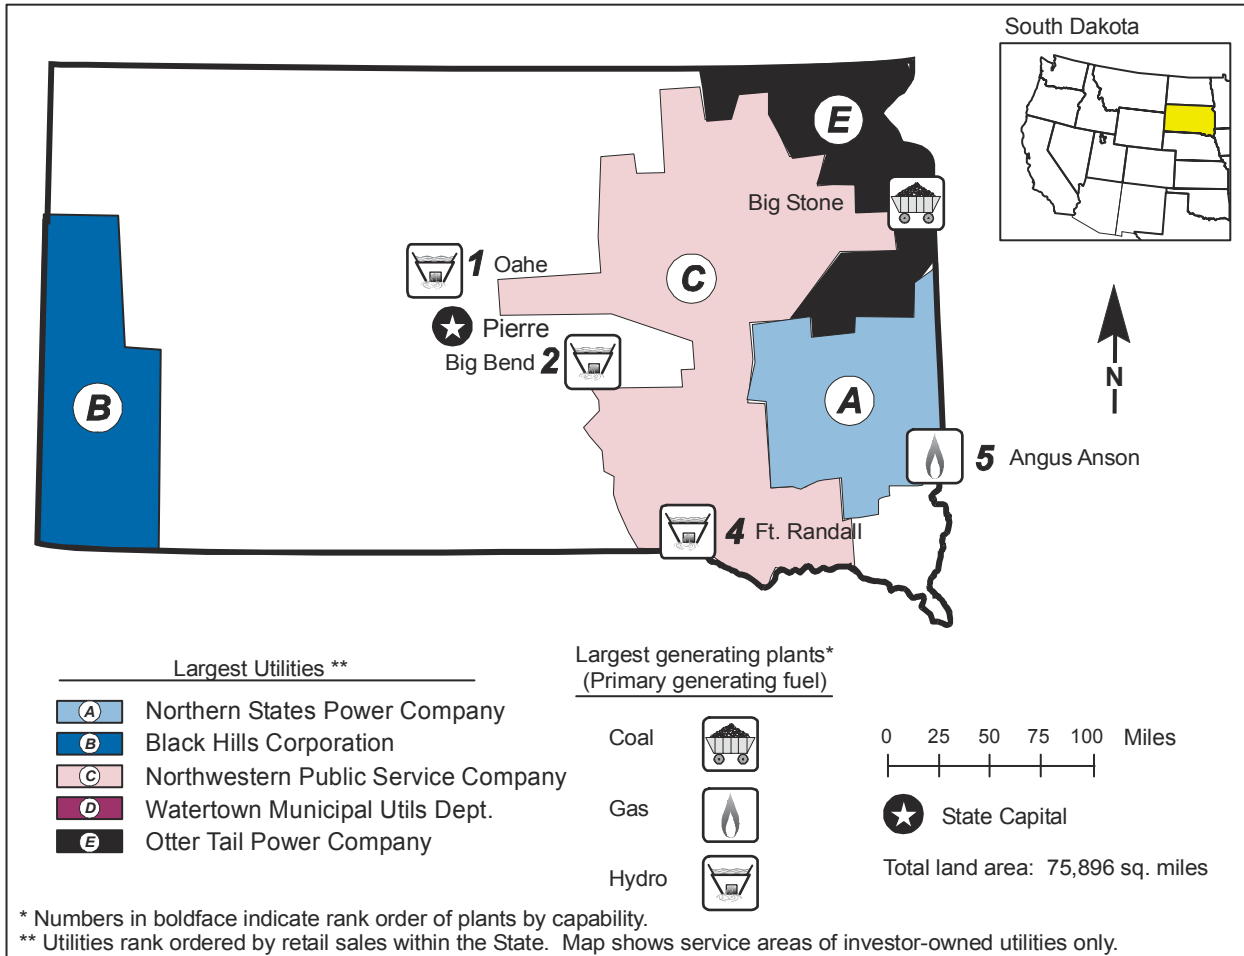 South Dakota
E
Big Stone
1 Oahe
C
Pierre
Big Bend 2
B
A
N
5 Angus Anson
4 Ft. Randall
Largest Utilities **
A Northern States Power Company
B Black Hills Corporation
C Northwestern Public Service Company
D Watertown Municipal Utils Dept.
E Otter Tail Power Company
Largest generating plants*
(Primary generating fuel)
Coal
Gas
Hydro
0 25 50 75 100 Miles
State Capital
Total land area: 75,896 sq. miles
* Numbers in boldface indicate rank order of plants by capability.
** Utilities rank ordered by retail sales within the State. Map shows service areas of investor-owned utilities only.